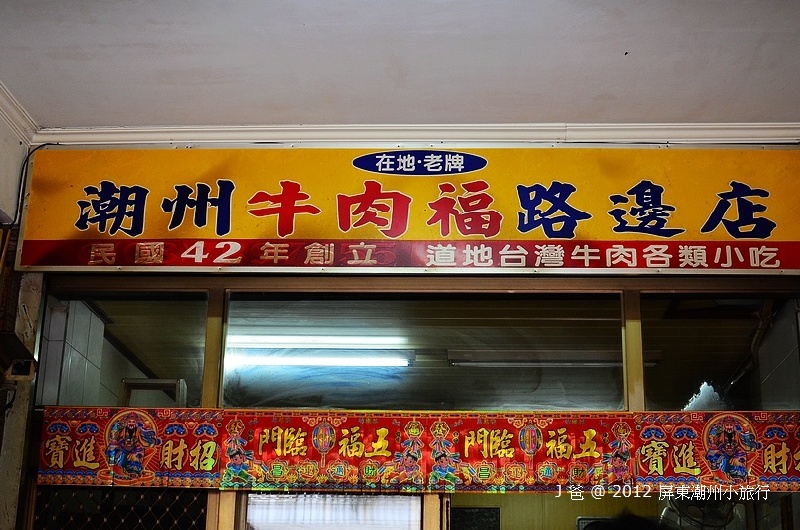 在地·老牌
潮州牛肉福路邊店
民國42年創立 道地台灣牛肉各類小吃
寶進 財招 門臨 福五 門臨 福五 寶進 財
J 爸 @ 2012 屏東潮州小旅行